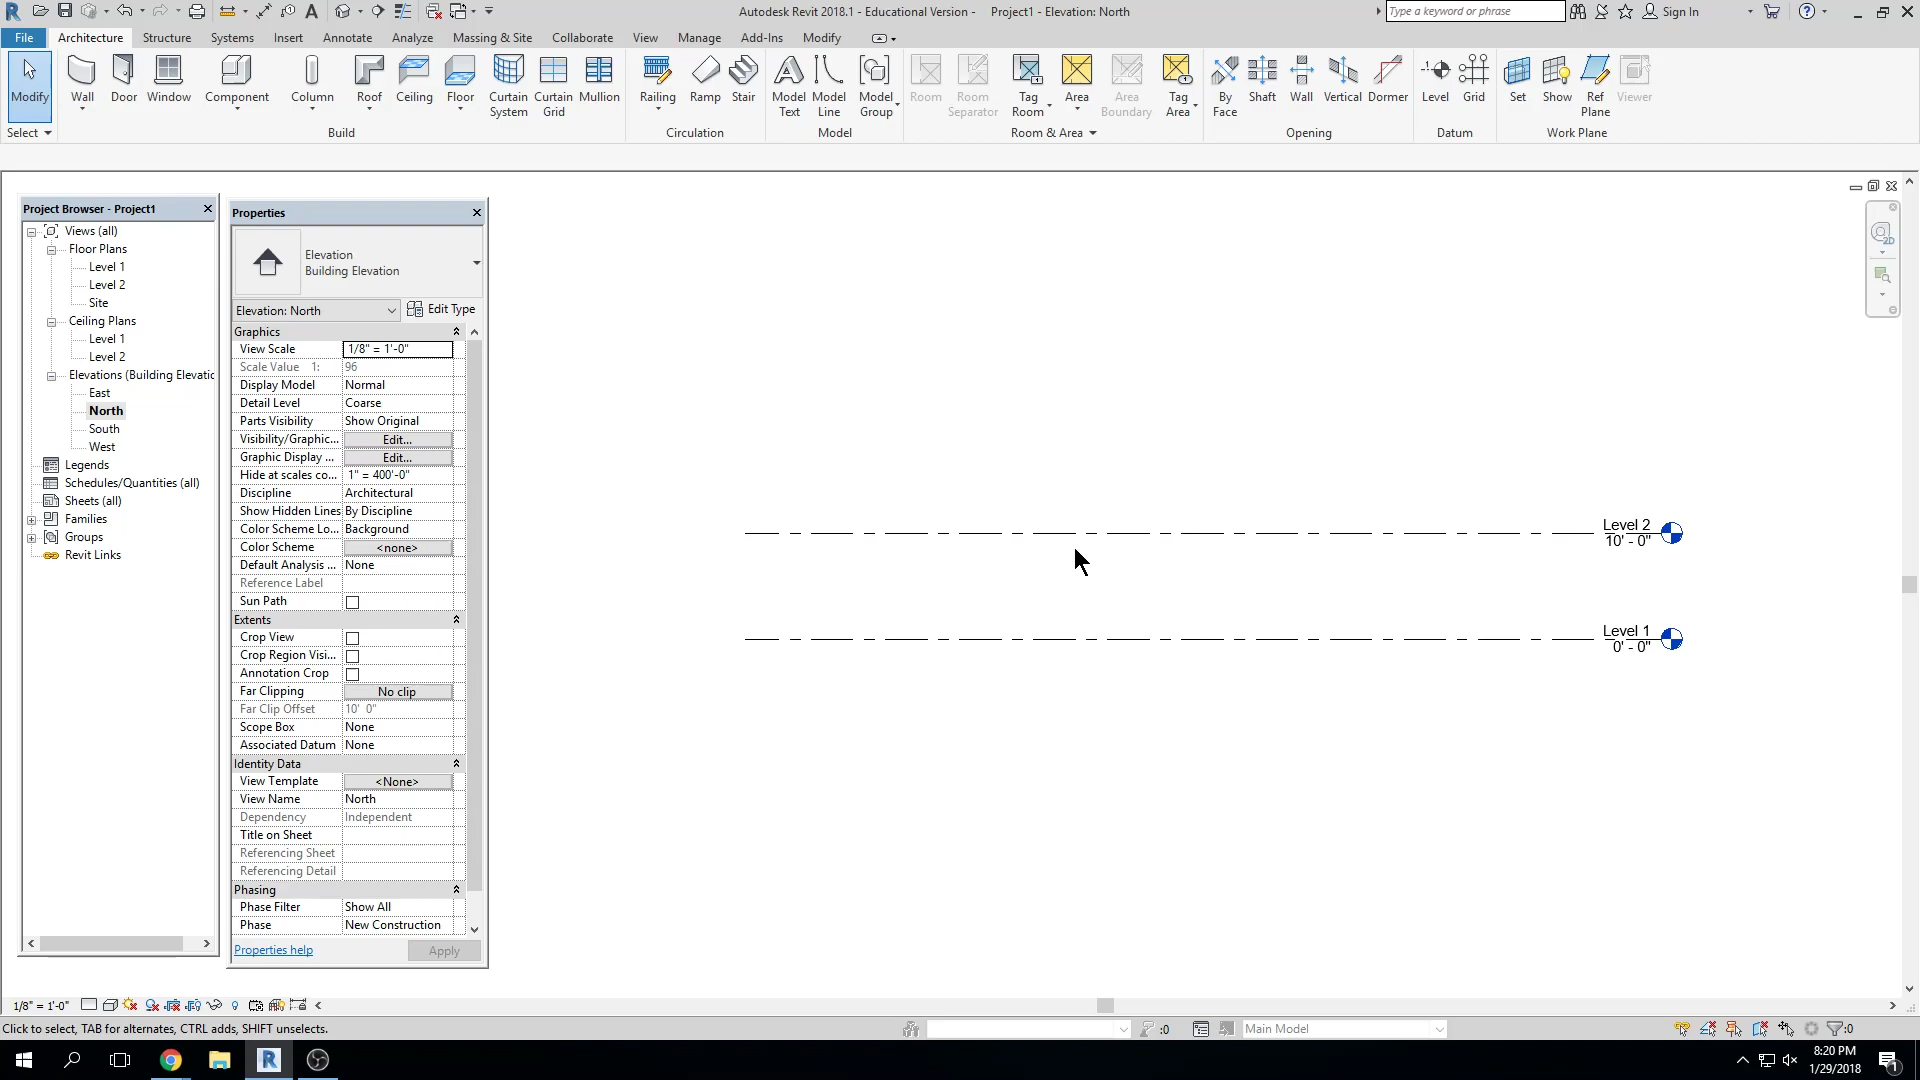 Autodesk Revit 2018.1 - Educational Version - Project1 - Elevation: North
Type a keyword or phrase
Sign In
File Architecture Structure Systems Insert Annotate Analyze Massing & Site Collaborate View Manage Add-Ins Modify
Modify Wall Door Window Component Column Roof Ceiling Floor Curtain System Curtain Grid Mullion Railing Ramp Stair Model Text Model Line Model Group Room Room Separator Tag Room Area Area Boundary Tag Area By Face Shaft Wall Vertical Dormer Level Grid Set Show Ref Plane Viewer
Select Build Circulation Model Room & Area Opening Datum Work Plane
Project Browser - Project1
Views (all)
Floor Plans
Level 1
Level 2
Site
Ceiling Plans
Level 1
Level 2
Elevations (Building Elevatic
East
North
South
West
Legends
Schedules/Quantities (all)
Sheets (all)
Families
Groups
Revit Links
Properties
Elevation
Building Elevation
Elevation: North Edit Type
Graphics
View Scale 1/8" = 1'-0"
Scale Value 1: 96
Display Model Normal
Detail Level Coarse
Parts Visibility Show Original
Visibility/Graphic... Edit...
Graphic Display ... Edit...
Hide at scales co... 1" = 400'-0"
Discipline Architectural
Show Hidden Lines By Discipline
Color Scheme Lo... Background
Color Scheme <none>
Default Analysis ... None
Reference Label
Sun Path
Extents
Crop View
Crop Region Visi...
Annotation Crop
Far Clipping No clip
Far Clip Offset 10' 0"
Scope Box None
Associated Datum None
Identity Data
View Template <None>
View Name North
Dependency Independent
Title on Sheet
Referencing Sheet
Referencing Detail
Phasing
Phase Filter Show All
Phase New Construction
Properties help Apply
Level 2
10' - 0"
Level 1
0' - 0"
1/8" = 1'-0"
Click to select, TAB for alternates, CTRL adds, SHIFT unselects.
:0
Main Model
:0
8:20 PM
1/29/2018
1